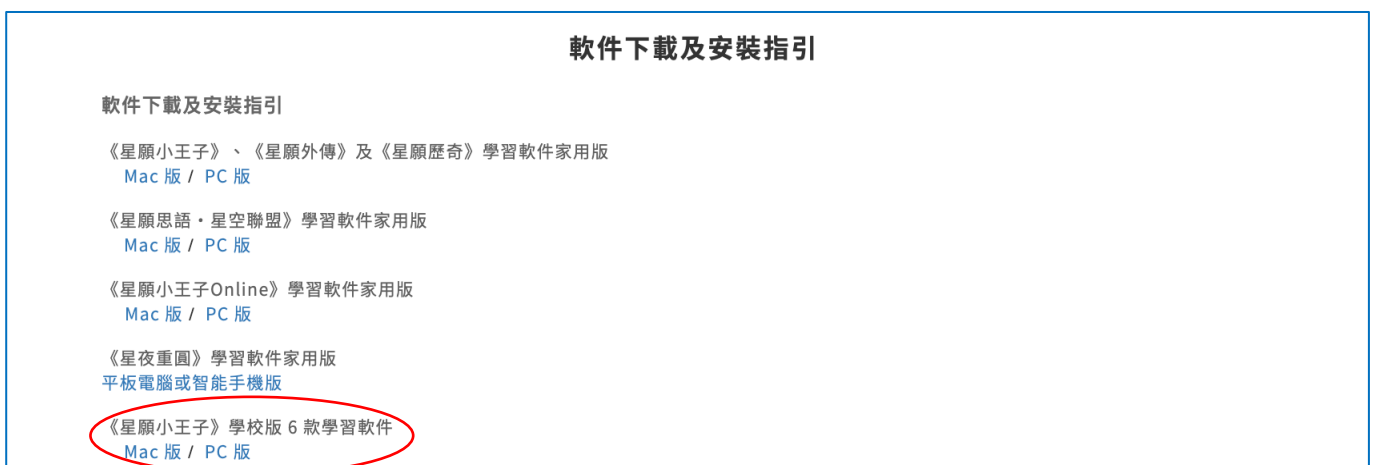 軟件下載及安裝指引
軟件下載及安裝指引
《星願小王子》、《星願外傳》及《星願歷奇》學習軟件家用版
Mac 版 / PC 版
《星願思語・星空聯盟》學習軟件家用版
Mac 版 / PC 版
《星願小王子Online》學習軟件家用版
Mac 版 / PC 版
《星夜重圓》學習軟件家用版
平板電腦或智能手機版
《星願小王子》學校版 6 款學習軟件
Mac 版 / PC 版